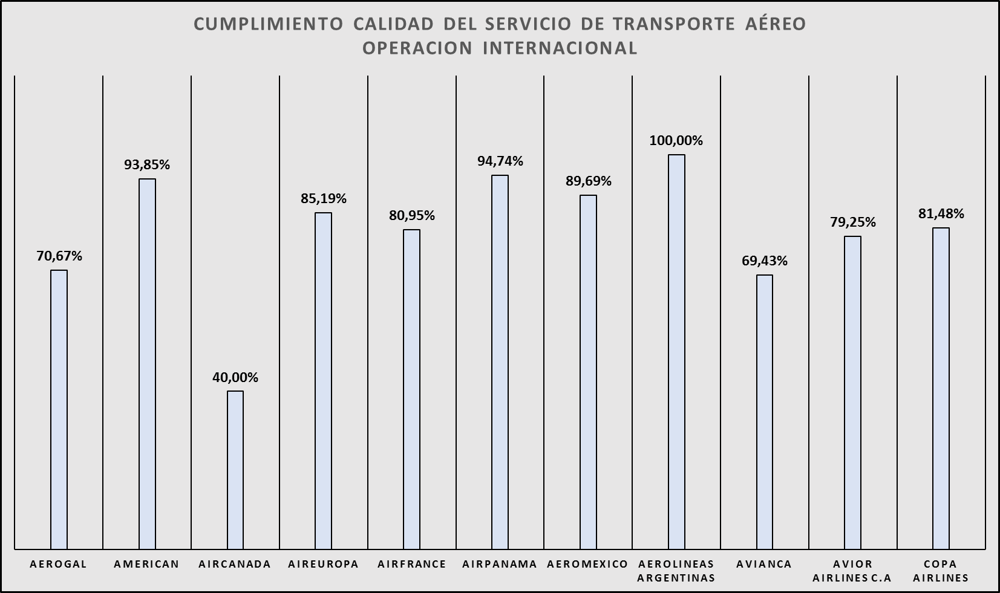 CUMPLIMIENTO CALIDAD DEL SERVICIO DE TRANSPORTE AÉREO
OPERACION INTERNACIONAL
70,67%
93,85%
40,00%
85,19%
80,95%
94,74%
89,69%
100,00%
69,43%
79,25%
81,48%
AEROGAL
AMERICAN
AIRCANADA
AIREUROPA
AIRFRANCE
AIRPANAMA
AEROMEXICO
AEROLINEAS
ARGENTINAS
AVIANCA
AVIOR
AIRLINES C.A
COPA
AIRLINES